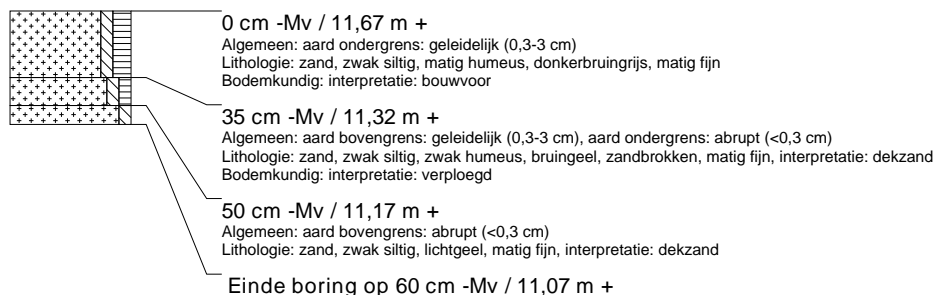 0 cm -Mv / 11,67 m +
Algemeen: aard ondergrens: geleidelijk (0,3-3 cm)
Lithologie: zand, zwak siltig, matig humeus, donkerbruingrijs, matig fijn
Bodemkundig: interpretatie: bouwvoor
35 cm -Mv / 11,32 m +
Algemeen: aard bovengrens: geleidelijk (0,3-3 cm), aard ondergrens: abrupt (<0,3 cm)
Lithologie: zand, zwak siltig, zwak humeus, bruingeel, zandbrokken, matig fijn, interpretatie: dekzand
Bodemkundig: interpretatie: verploegd
50 cm -Mv / 11,17 m +
Algemeen: aard bovengrens: abrupt (<0,3 cm)
Lithologie: zand, zwak siltig, lichtgeel, matig fijn, interpretatie: dekzand
Einde boring op 60 cm -Mv / 11,07 m +